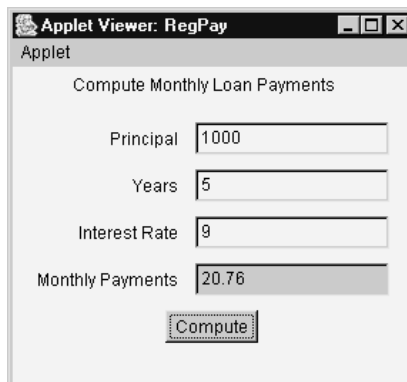 Applet Viewer: RegPay
Applet
Compute Monthly Loan Payments
Principal 1000
Years 5
Interest Rate 9
Monthly Payments 20.76
Compute